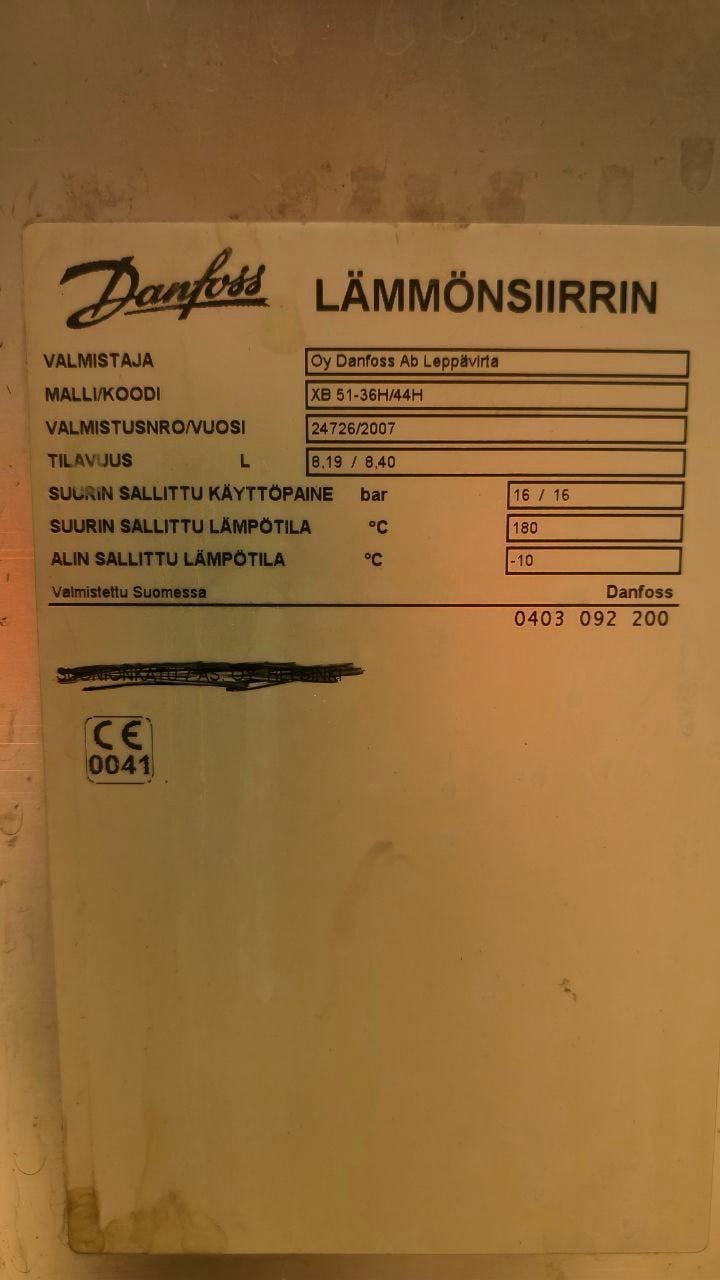 Danfoss LÄMMÖNSIIRRIN
VALMISTAJA Oy Danfoss Ab Leppävirta
MALLI/KOODI XB 51-36H/44H
VALMISTUSNRO/VUOSI 24726/2007
TILAVUUS L 8,19 / 8,40
SUURIN SALLITTU KÄYTTÖPAINE bar 16 / 16
SUURIN SALLITTU LÄMPÖTILA °C 180
ALIN SALLITTU LÄMPÖTILA °C -10
Valmistettu Suomessa Danfoss
0403 092 200
CE
0041